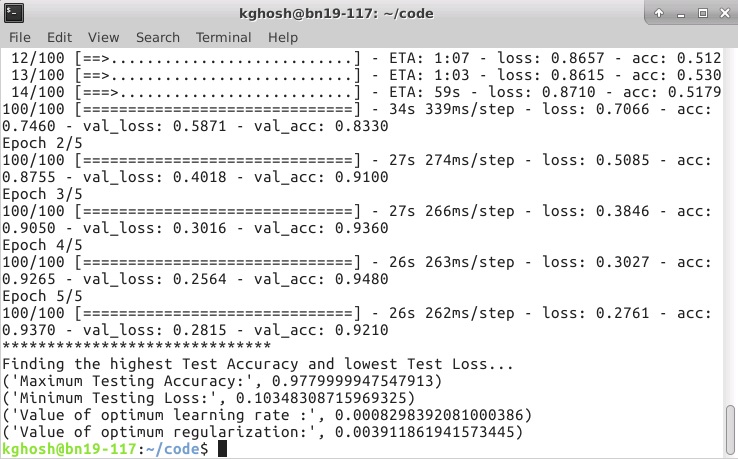 kghosh@bn19-117: ~/code
File Edit View Search Terminal Help
12/100 [==>...........................] - ETA: 1:07 - loss: 0.8657 - acc: 0.512
13/100 [==>...........................] - ETA: 1:03 - loss: 0.8615 - acc: 0.530
14/100 [===>..........................] - ETA: 59s - loss: 0.8710 - acc: 0.5179
100/100 [==============================] - 34s 339ms/step - loss: 0.7066 - acc:
0.7460 - val_loss: 0.5871 - val_acc: 0.8330
Epoch 2/5
100/100 [==============================] - 27s 274ms/step - loss: 0.5085 - acc:
0.8755 - val_loss: 0.4018 - val_acc: 0.9100
Epoch 3/5
100/100 [==============================] - 27s 266ms/step - loss: 0.3846 - acc:
0.9050 - val_loss: 0.3016 - val_acc: 0.9360
Epoch 4/5
100/100 [==============================] - 26s 263ms/step - loss: 0.3027 - acc:
0.9265 - val_loss: 0.2564 - val_acc: 0.9480
Epoch 5/5
100/100 [==============================] - 26s 262ms/step - loss: 0.2761 - acc:
0.9370 - val_loss: 0.2815 - val_acc: 0.9210
******************************
Finding the highest Test Accuracy and lowest Test Loss...
('Maximum Testing Accuracy:', 0.9779999947547913)
('Minimum Testing Loss:', 0.10348308715969325)
('Value of optimum learning rate :', 0.0008298392081000386)
('Value of optimum regularization:', 0.003911861941573445)
kghosh@bn19-117:~/code$